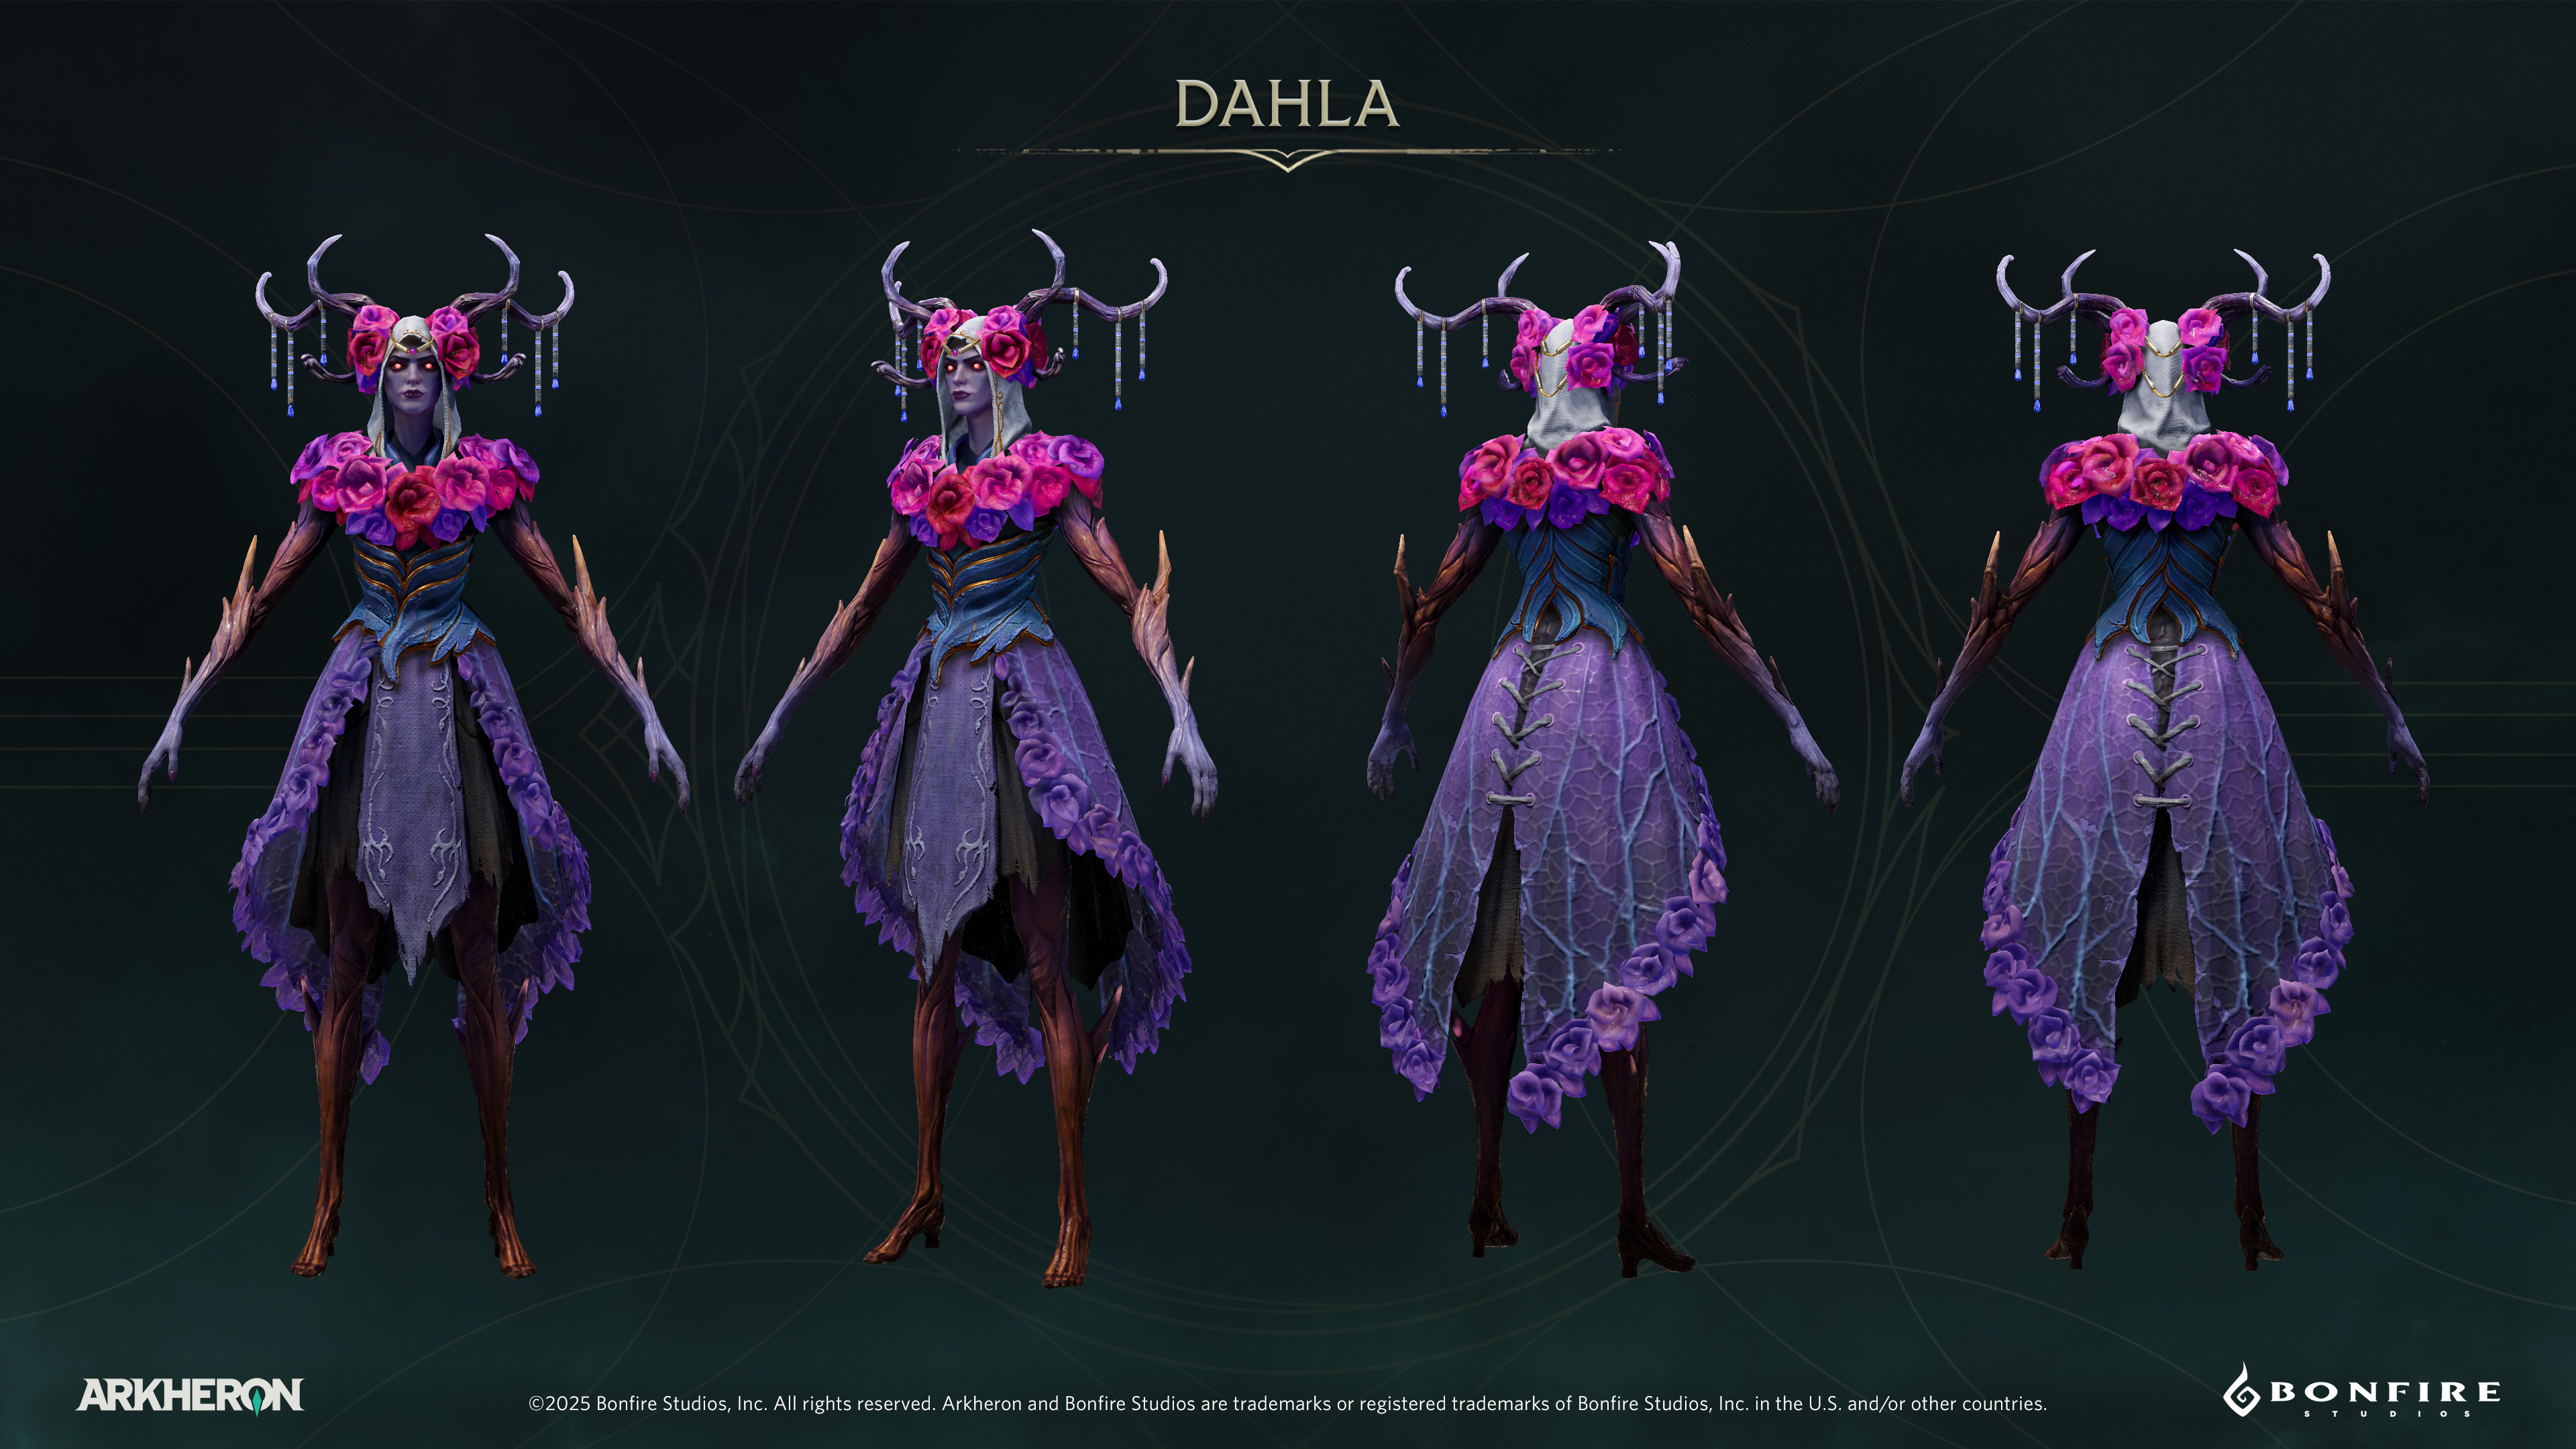 DAHLA
ARKHERON
©2025 Bonfire Studios, Inc. All rights reserved. Arkheron and Bonfire Studios are trademarks or registered trademarks of Bonfire Studios, Inc. in the U.S. and/or other countries.
BONFIRE
STUDIOS